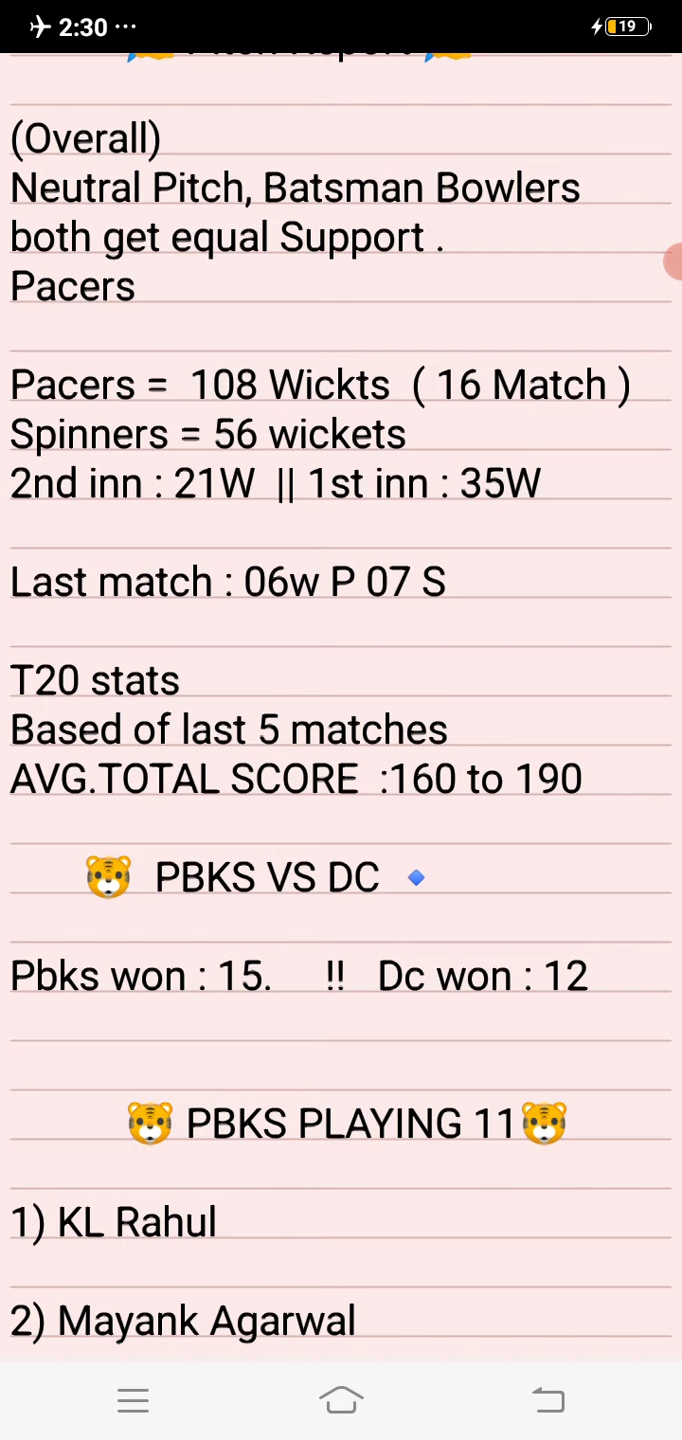 2:30 ...
19
Pitch Report
(Overall)
Neutral Pitch, Batsman Bowlers
both get equal Support .
Pacers
Pacers =  108 Wickts  ( 16 Match )
Spinners = 56 wickets
2nd inn : 21W  || 1st inn : 35W
Last match : 06w P 07 S
T20 stats
Based of last 5 matches
AVG.TOTAL SCORE  :160 to 190
🐯 PBKS VS DC 🔹
Pbks won : 15.    !!   Dc won : 12
🐯 PBKS PLAYING 11🐯
1) KL Rahul
2) Mayank Agarwal